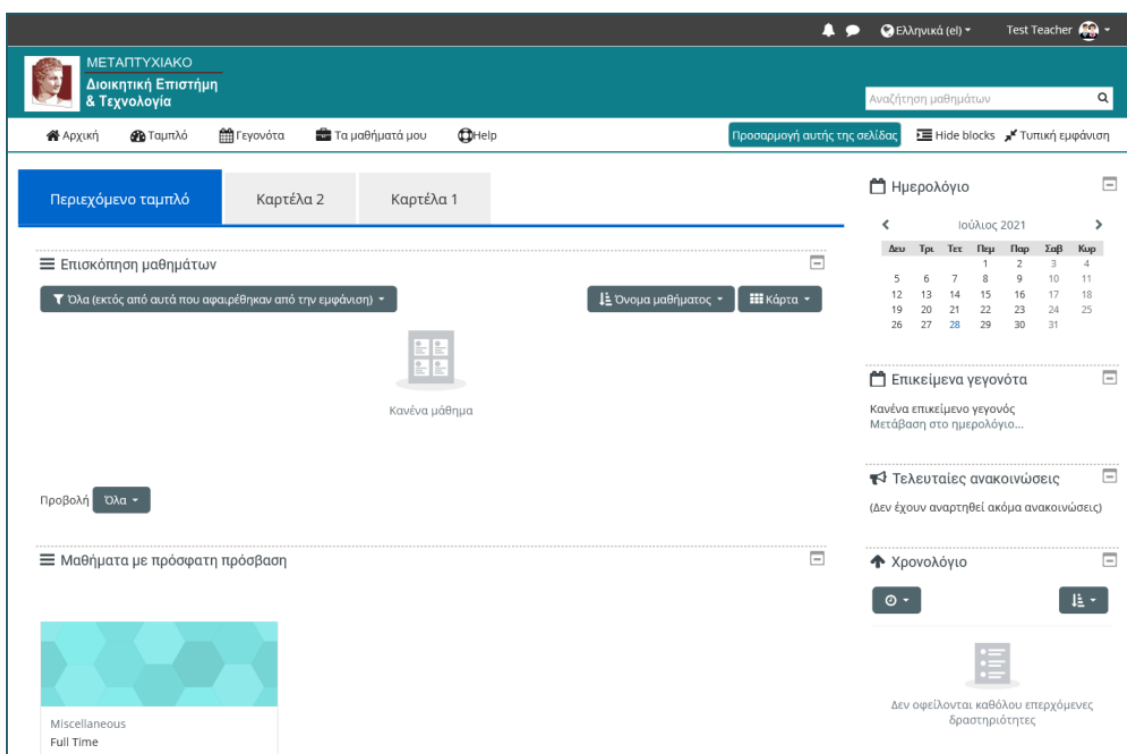 Ελληνικά (el)
Test Teacher
ΜΕΤΑΠΤΥΧΙΑΚΟ
Διοικητική Επιστήμη
& Τεχνολογία
Αναζήτηση μαθημάτων
Αρχική Ταμπλό Γεγονότα Τα μαθήματά μου Help
Προσαρμογή αυτής της σελίδας Hide blocks Τυπική εμφάνιση
Περιεχόμενο ταμπλό Καρτέλα 2 Καρτέλα 1
Επισκόπηση μαθημάτων
Όλα (εκτός από αυτά που αφαιρέθηκαν από την εμφάνιση) Όνομα μαθήματος Κάρτα
Κανένα μάθημα
Προβολή Όλα
Μαθήματα με πρόσφατη πρόσβαση
Miscellaneous
Full Time
Ημερολόγιο
Ιούλιος 2021
Δευ Τρι Τετ Πεμ Παρ Σαβ Κυρ
1 2 3 4
5 6 7 8 9 10 11
12 13 14 15 16 17 18
19 20 21 22 23 24 25
26 27 28 29 30 31
Επικείμενα γεγονότα
Κανένα επικείμενο γεγονός
Μετάβαση στο ημερολόγιο...
Τελευταίες ανακοινώσεις
(Δεν έχουν αναρτηθεί ακόμα ανακοινώσεις)
Χρονολόγιο
Δεν οφείλονται καθόλου επερχόμενες
δραστηριότητες